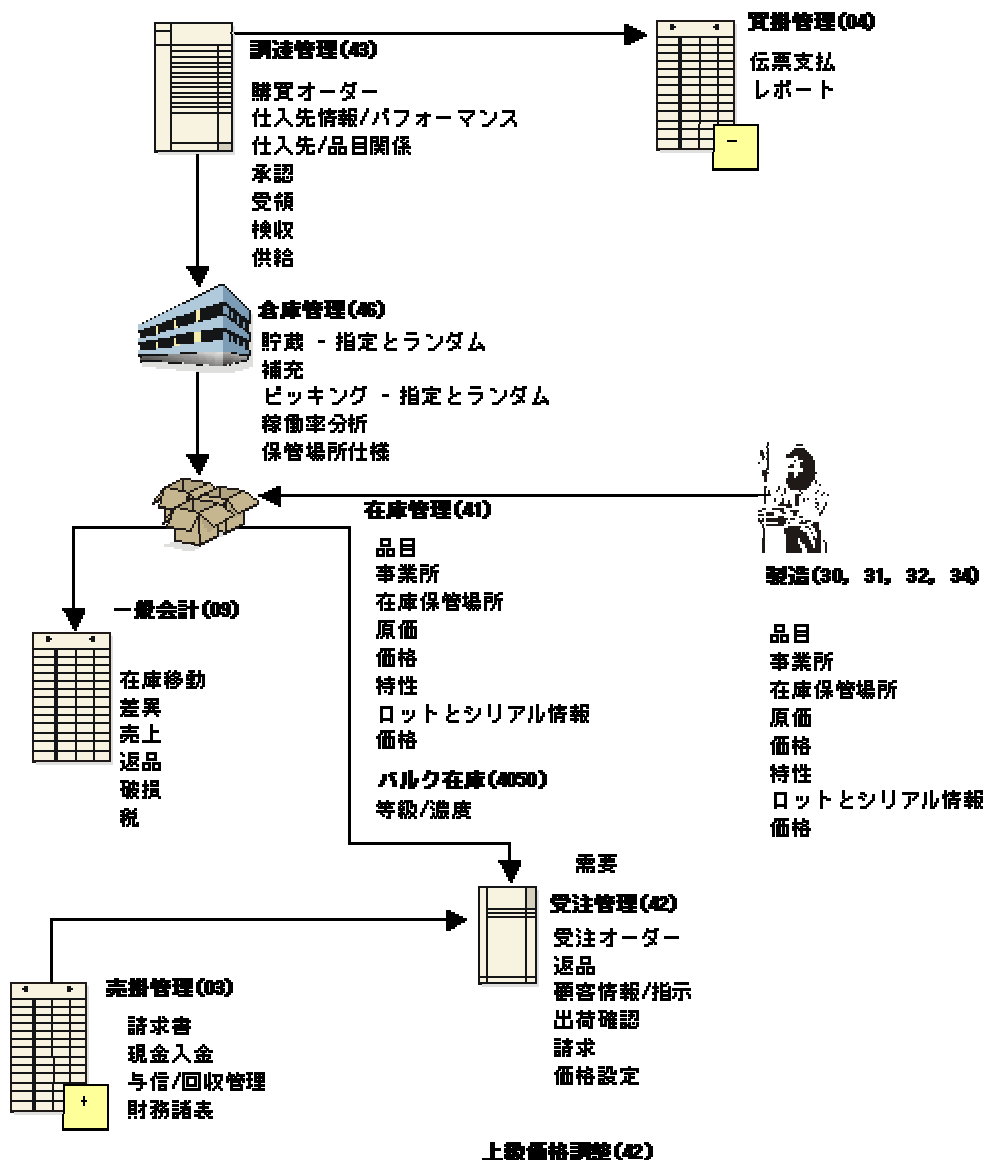 調達管理(43)
購買オーダー
仕入先情報/パフォーマンス
仕入先/品目関係
承認
受領
検収
供給
買掛管理(04)
伝票支払
レポート
-
倉庫管理(46)
貯蔵 - 指定とランダム
補充
ピッキング - 指定とランダム
稼働率分析
保管場所仕様
在庫管理(41)
品目
事業所
在庫保管場所
原価
価格
特性
ロットとシリアル情報
価格
バルク在庫(4050)
等級/濃度
製造(30, 31, 32, 34)
品目
事業所
在庫保管場所
原価
価格
特性
ロットとシリアル情報
価格
一般会計(09)
在庫移動
差異
売上
返品
破損
税
需要
受注管理(42)
受注オーダー
返品
顧客情報/指示
出荷確認
請求
価格設定
売掛管理(03)
請求書
現金入金
与信/回収管理
財務諸表
+
上級価格調整(42)